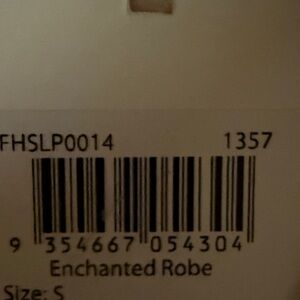 FHSLP0014 1357
9 354667 054304
Enchanted Robe
Size: S